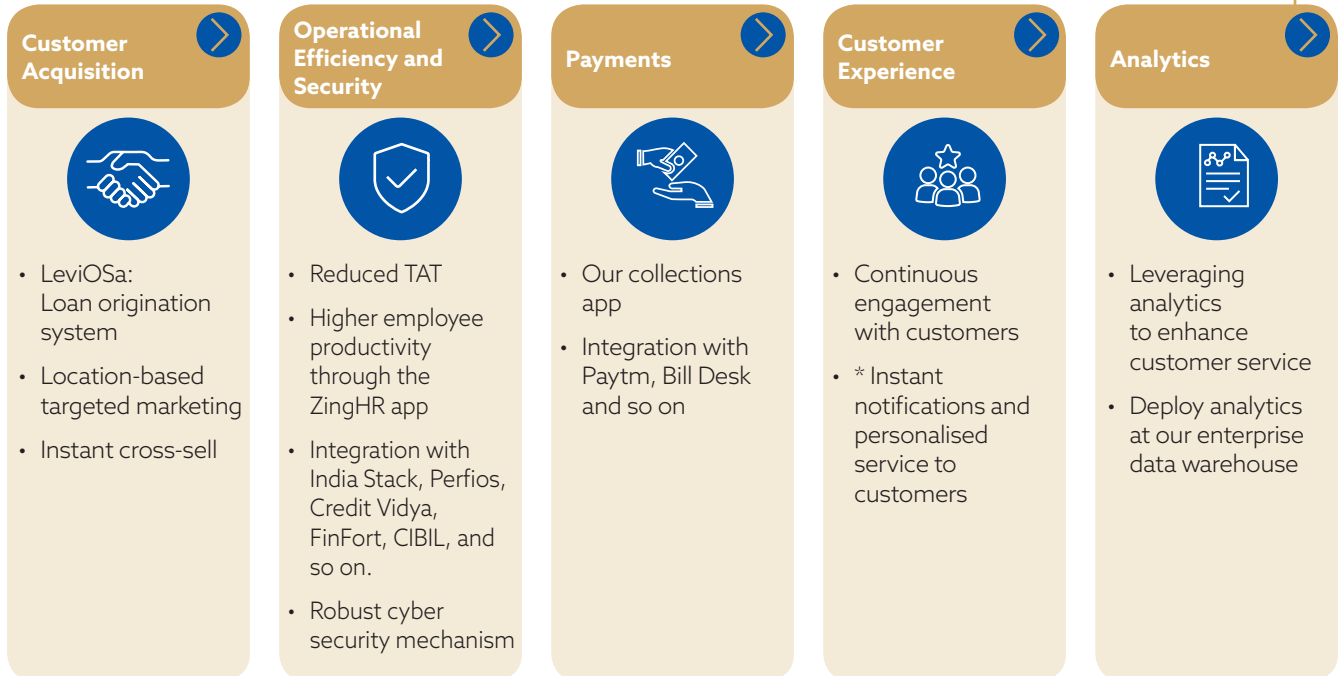 Customer
Acquisition
• LeviOSa:
Loan origination
system
• Location-based
targeted marketing
• Instant cross-sell
Operational
Efficiency and
Security
• Reduced TAT
• Higher employee
productivity
through the
ZingHR app
• Integration with
India Stack, Perfios,
Credit Vidya,
FinFort, CIBIL, and
so on.
• Robust cyber
security mechanism
Payments
• Our collections
app
• Integration with
Paytm, Bill Desk
and so on
Customer
Experience
• Continuous
engagement
with customers
• * Instant
notifications and
personalised
service to
customers
Analytics
• Leveraging
analytics
to enhance
customer service
• Deploy analytics
at our enterprise
data warehouse